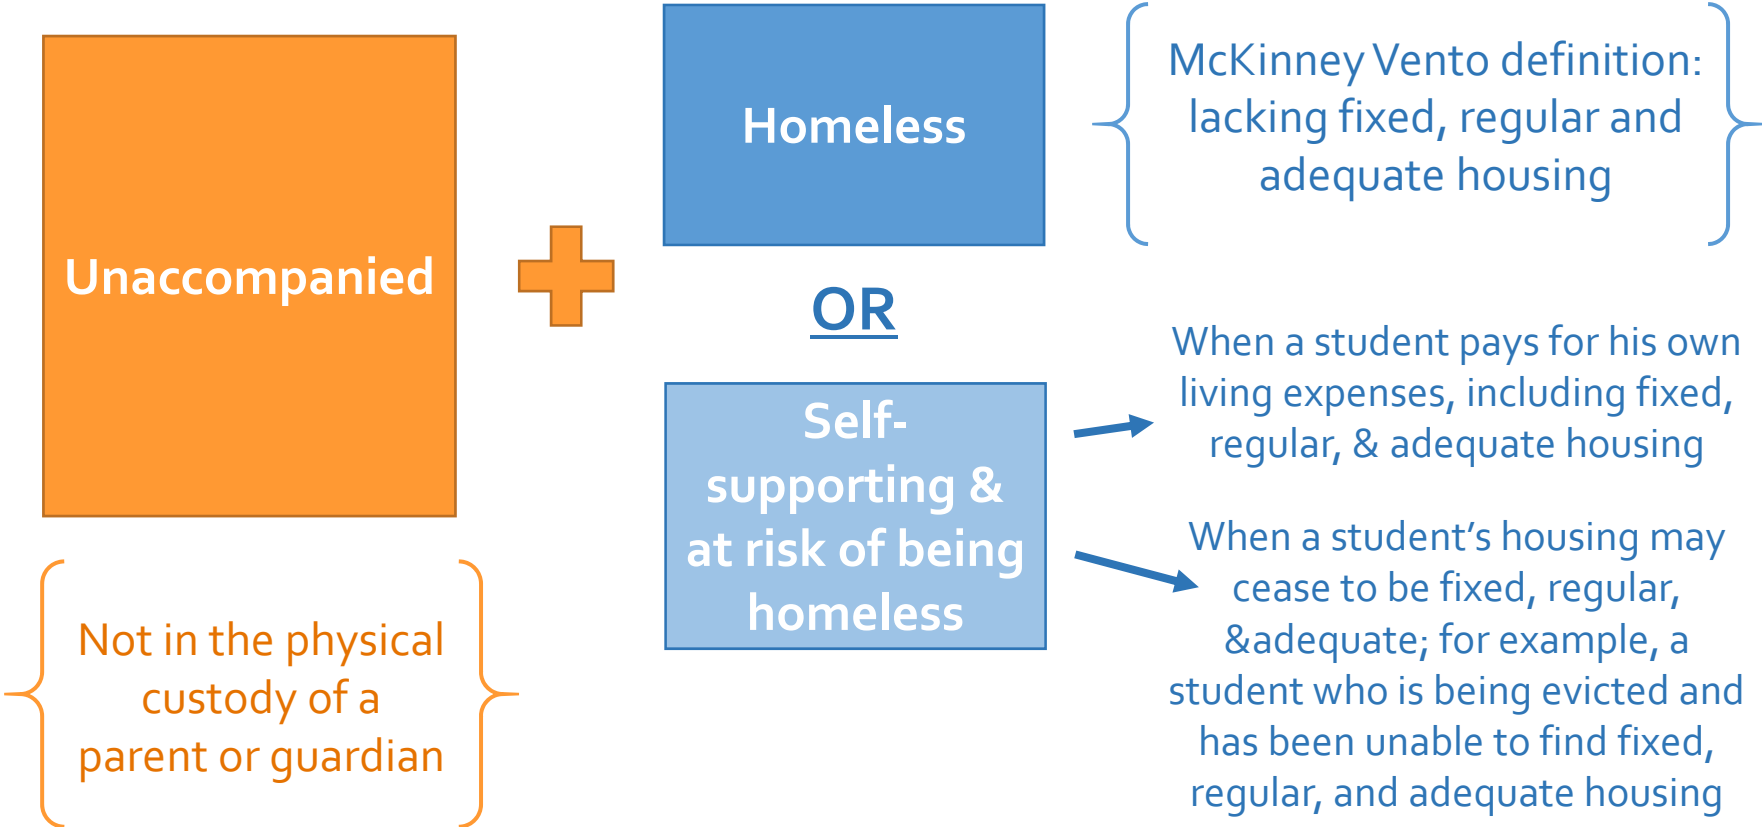 Unaccompanied
Not in the physical
custody of a
parent or guardian
Homeless
OR
Self-
supporting &
at risk of being
homeless
McKinney Vento definition:
lacking fixed, regular and
adequate housing
When a student pays for his own
living expenses, including fixed,
regular, & adequate housing
When a student’s housing may
cease to be fixed, regular,
&adequate; for example, a
student who is being evicted and
has been unable to find fixed,
regular, and adequate housing